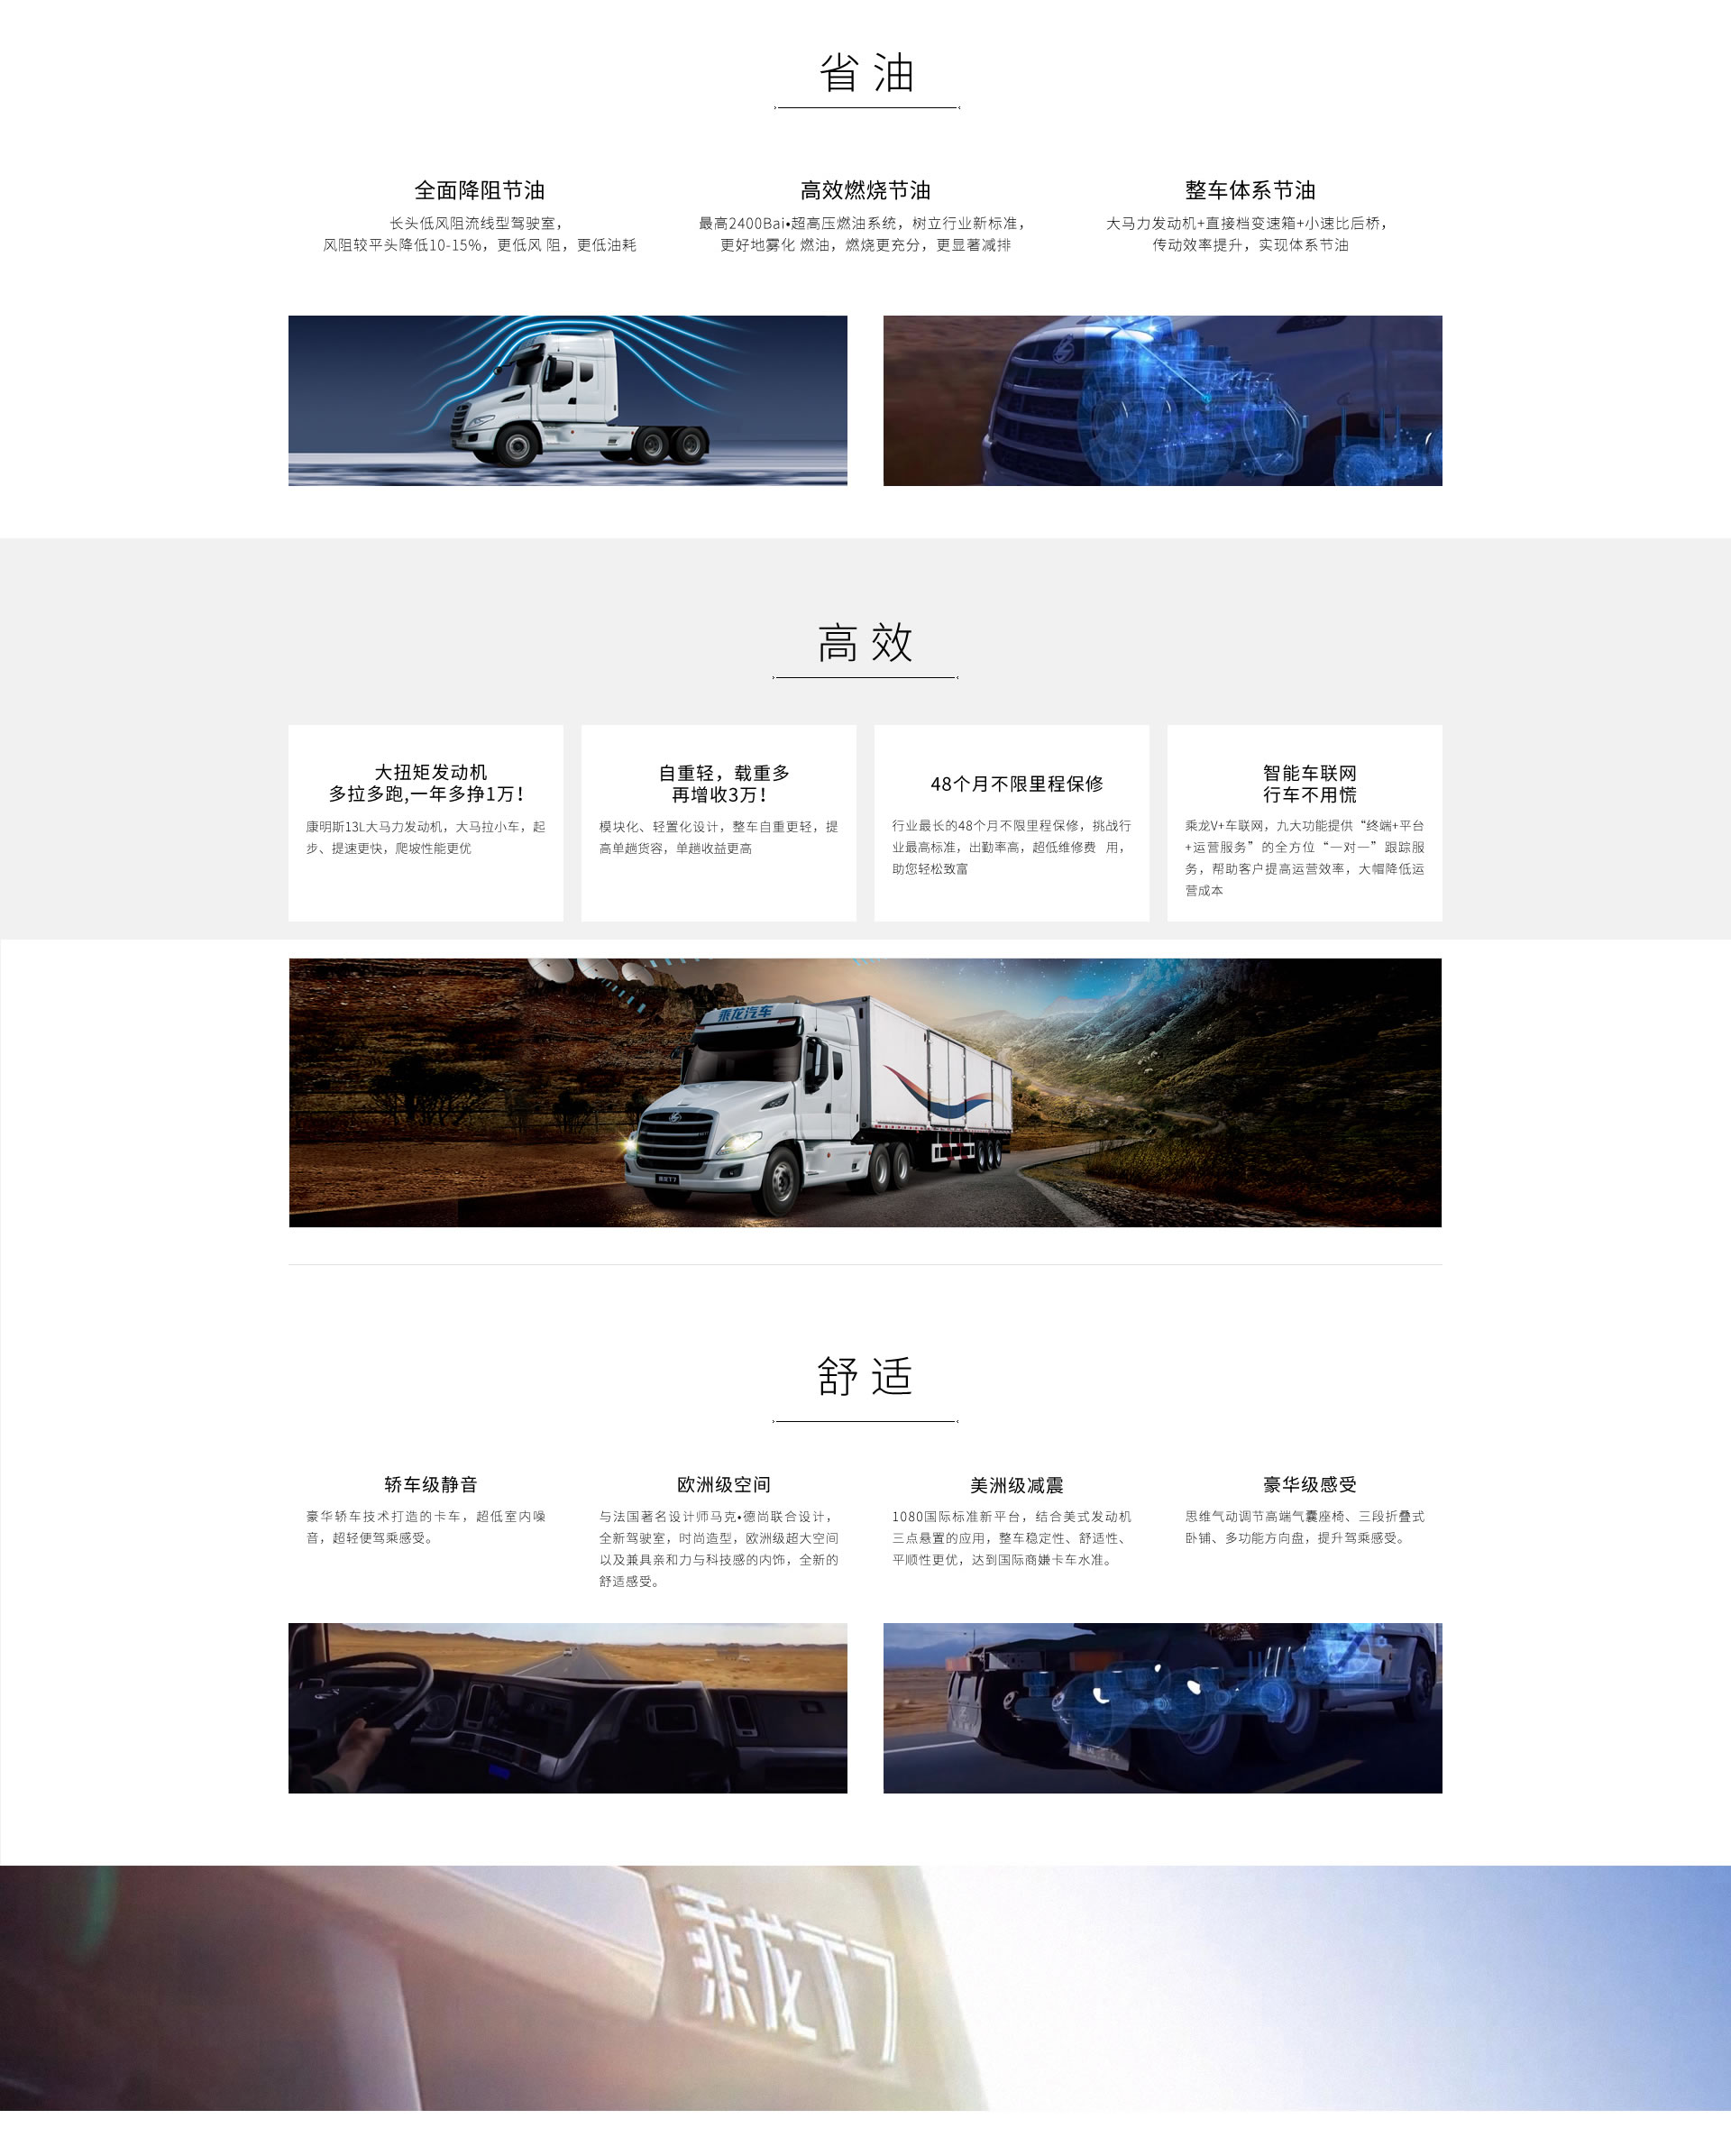 省油
全面降阻节油
长头低风阻流线型驾驶室，
风阻较平头降低10-15%，更低风 阻，更低油耗
高效燃烧节油
最高2400Bai•超高压燃油系统，树立行业新标准，
更好地雾化 燃油，燃烧更充分，更显著减排
整车体系节油
大马力发动机+直接档变速箱+小速比后桥，
传动效率提升，实现体系节油
高效
大扭矩发动机
多拉多跑,一年多挣1万！
康明斯13L大马力发动机，大马拉小车，起
步、提速更快，爬坡性能更优
自重轻，载重多
再增收3万！
模块化、轻置化设计，整车自重更轻，提
高单趟货容，单趟收益更高
48个月不限里程保修
行业最长的48个月不限里程保修，挑战行
业最高标准，出勤率高，超低维修费 用，
助您轻松致富
智能车联网
行车不用慌
乘龙V+车联网，九大功能提供“终端+平台
+运营服务”的全方位“一对一”跟踪服
务，帮助客户提高运营效率，大帽降低运
营成本
乘龙汽车
乘龙T7
舒适
轿车级静音
豪华轿车技术打造的卡车，超低室内噪
音，超轻便驾乘感受。
欧洲级空间
与法国著名设计师马克•德尚联合设计，
全新驾驶室，时尚造型，欧洲级超大空间
以及兼具亲和力与科技感的内饰，全新的
舒适感受。
美洲级减震
1080国际标准新平台，结合美式发动机
三点悬置的应用，整车稳定性、舒适性、
平顺性更优，达到国际商嫌卡车水准。
豪华级感受
思维气动调节高端气囊座椅、三段折叠式
卧铺、多功能方向盘，提升驾乘感受。
乘龙T7